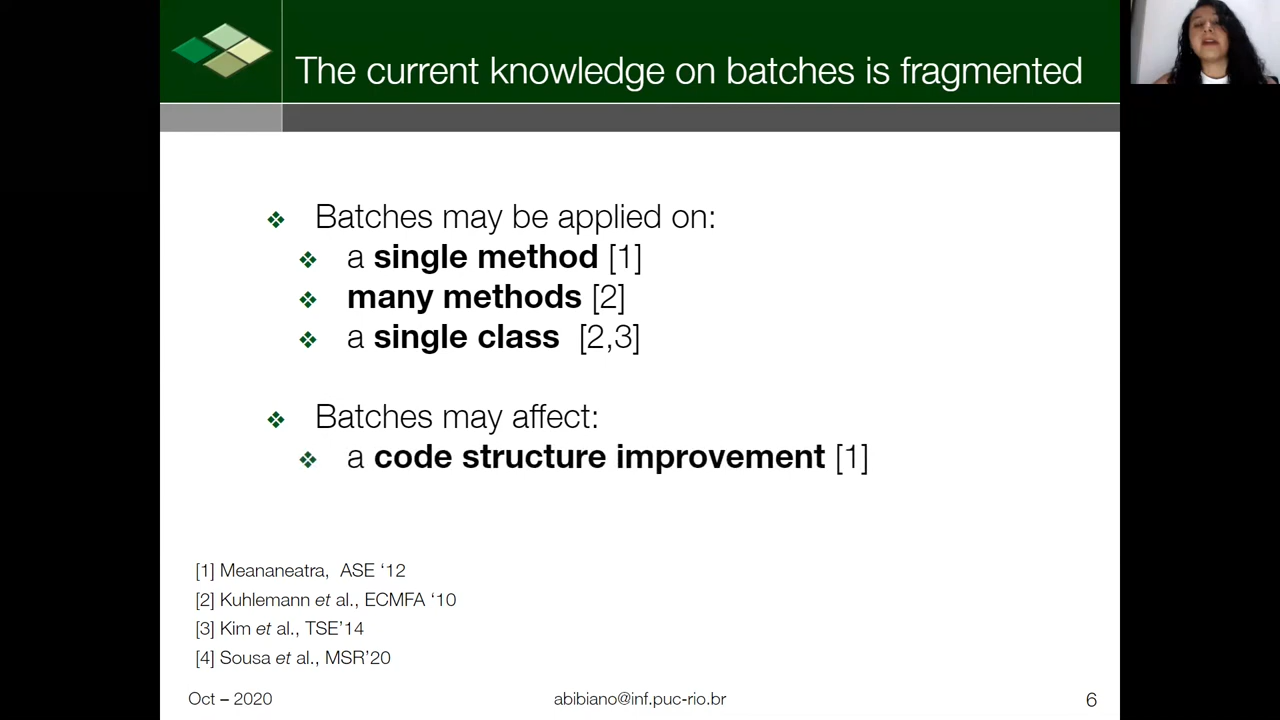 The current knowledge on batches is fragmented
Batches may be applied on:
a single method [1]
many methods [2]
a single class [2,3]
Batches may affect:
a code structure improvement [1]
[1] Meananeatra, ASE ‘12
[2] Kuhlemann et al., ECMFA ‘10
[3] Kim et al., TSE’14
[4] Sousa et al., MSR’20
Oct – 2020
abibiano@inf.puc-rio.br
6